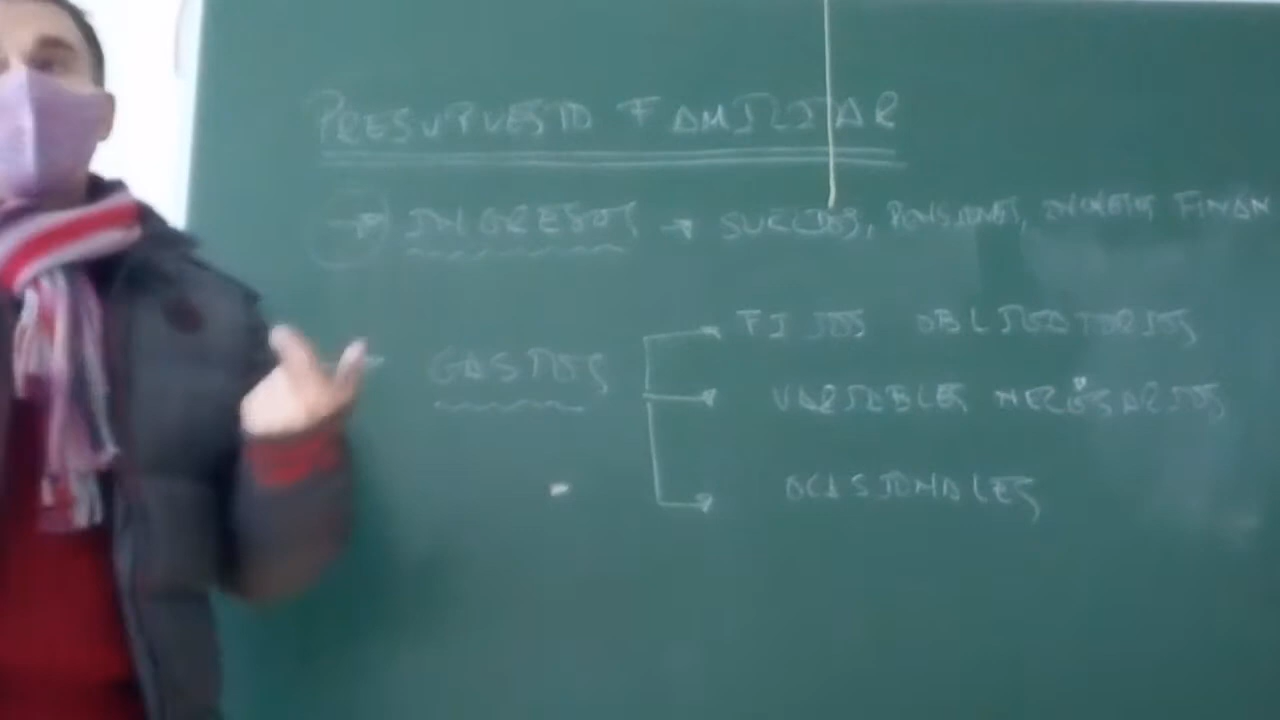 PRESUPUESTO FAMILIAR
→ INGRESOS → SUELDOS, PENSIONES, INGRESOS FINAN
GASTOS
FIJOS OBLIGATORIOS
VARIABLES NECESARIOS
OCASIONALES